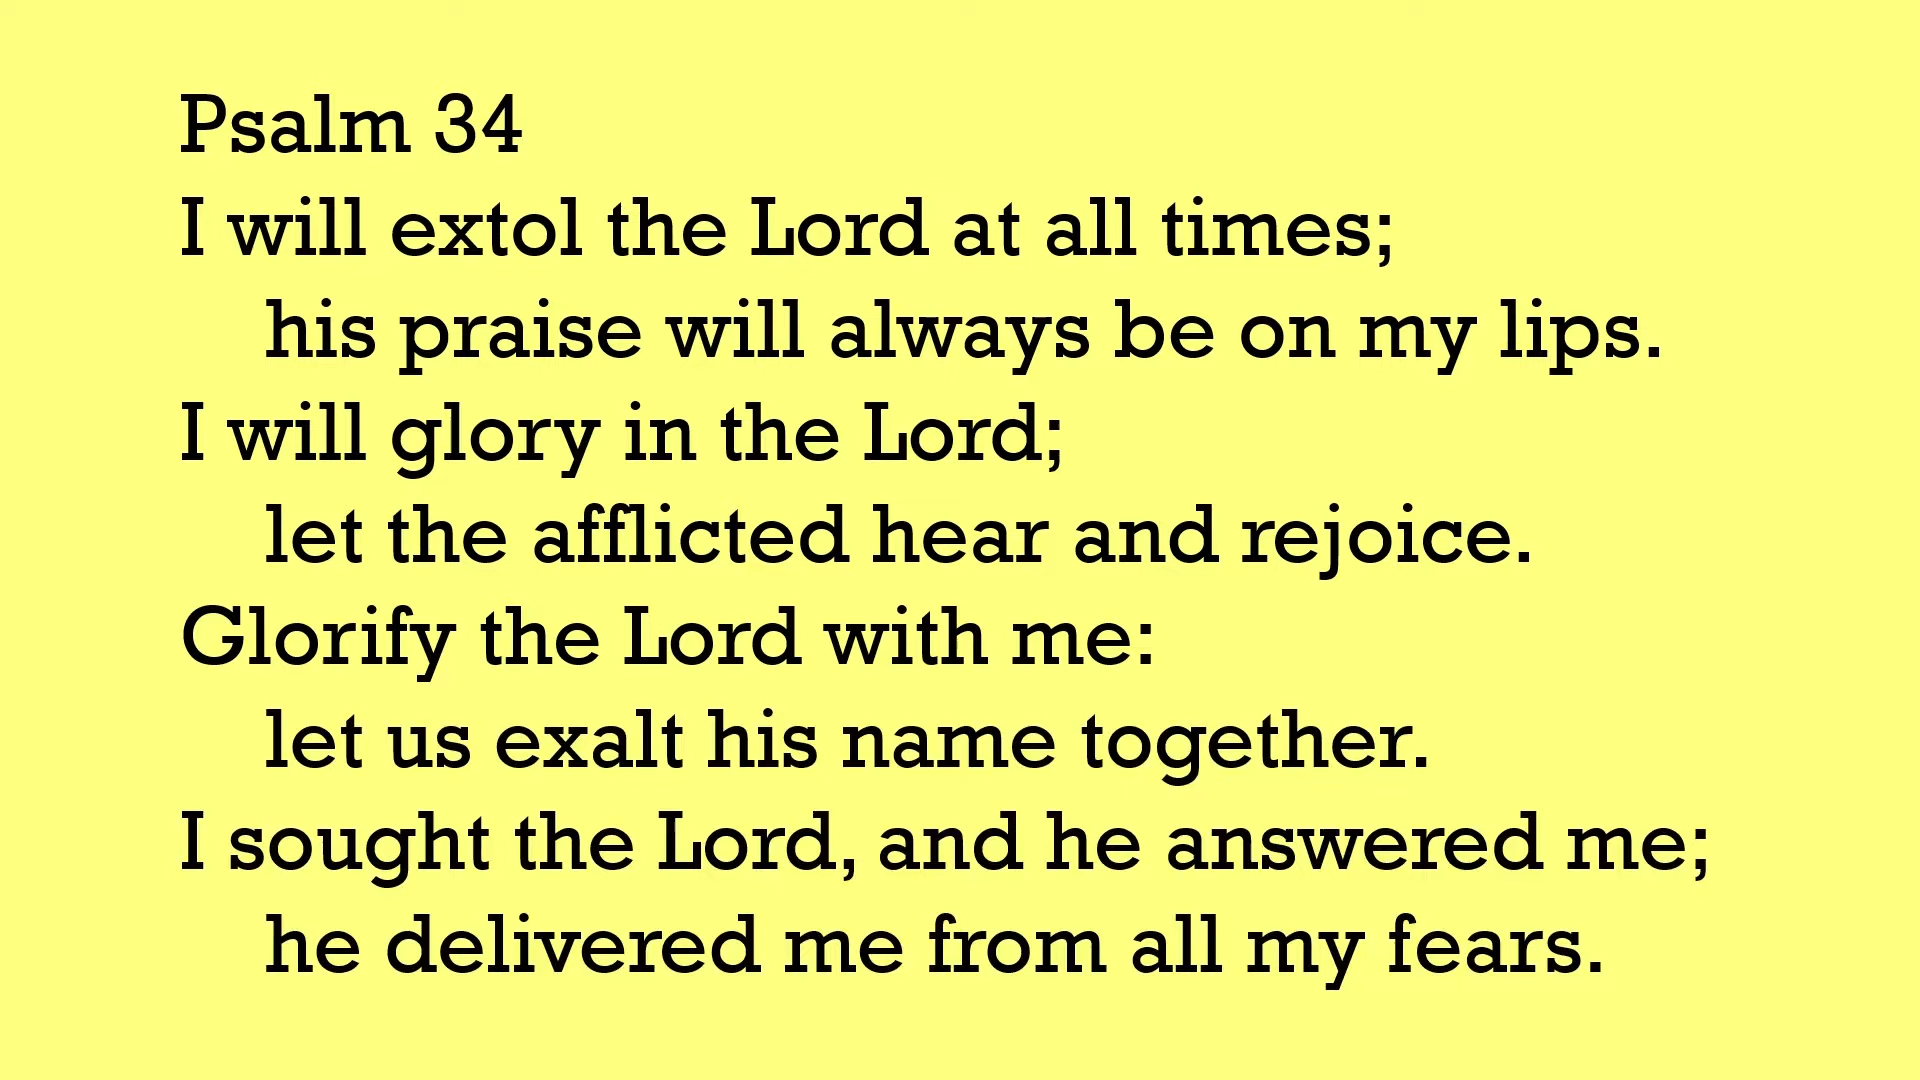 Psalm 34
I will extol the Lord at all times;
his praise will always be on my lips.
I will glory in the Lord;
let the afflicted hear and rejoice.
Glorify the Lord with me:
let us exalt his name together.
I sought the Lord, and he answered me;
he delivered me from all my fears.